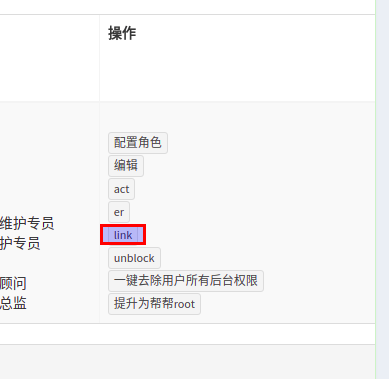 操作
配置角色
编辑
act
er
维护专员
link
护专员
unblock
顾问
一键去除用户所有后台权限
总监
提升为帮帮root